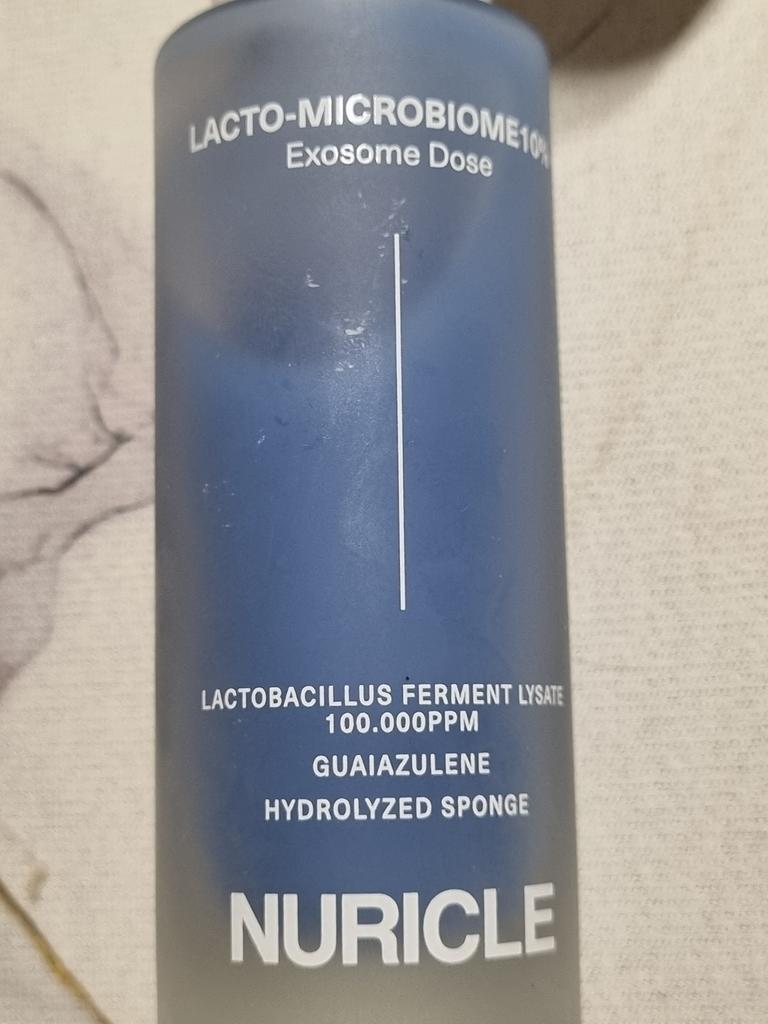 LACTO-MICROBIOME10%
Exosome Dose
LACTOBACILLUS FERMENT LYSATE
100.000PPM
GUAIAZULENE
HYDROLYZED SPONGE
NURICLE